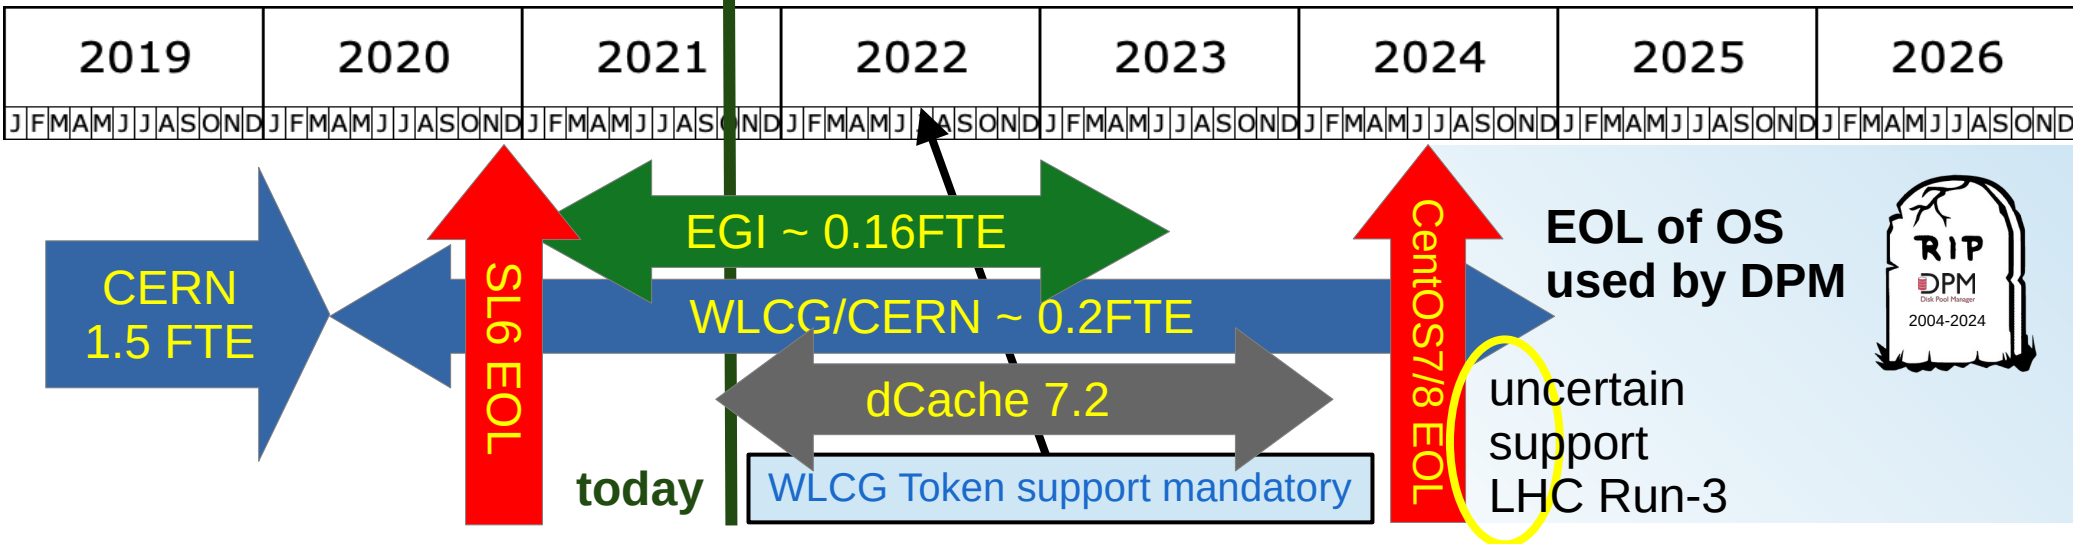 2019 2020 2021 2022 2023 2024 2025 2026
J F M A M J J A S O N D J F M A M J J A S O N D J F M A M J J A S O N D J F M A M J A S O N D J F M A M J J A S O N D J F M A M J J A S O N D J F M A M J J A S O N D J F M A M J J A S O N D
CERN
1.5 FTE
SL6 EOL
EGI ~ 0.16FTE
WLCG/CERN ~ 0.2FTE
dCache 7.2
today
WLCG Token support mandatory
CentOS7/8 EOL
EOL of OS
used by DPM
uncertain
support
LHC Run-3
RIP
DPM
Disk Pool Manager
2004-2024